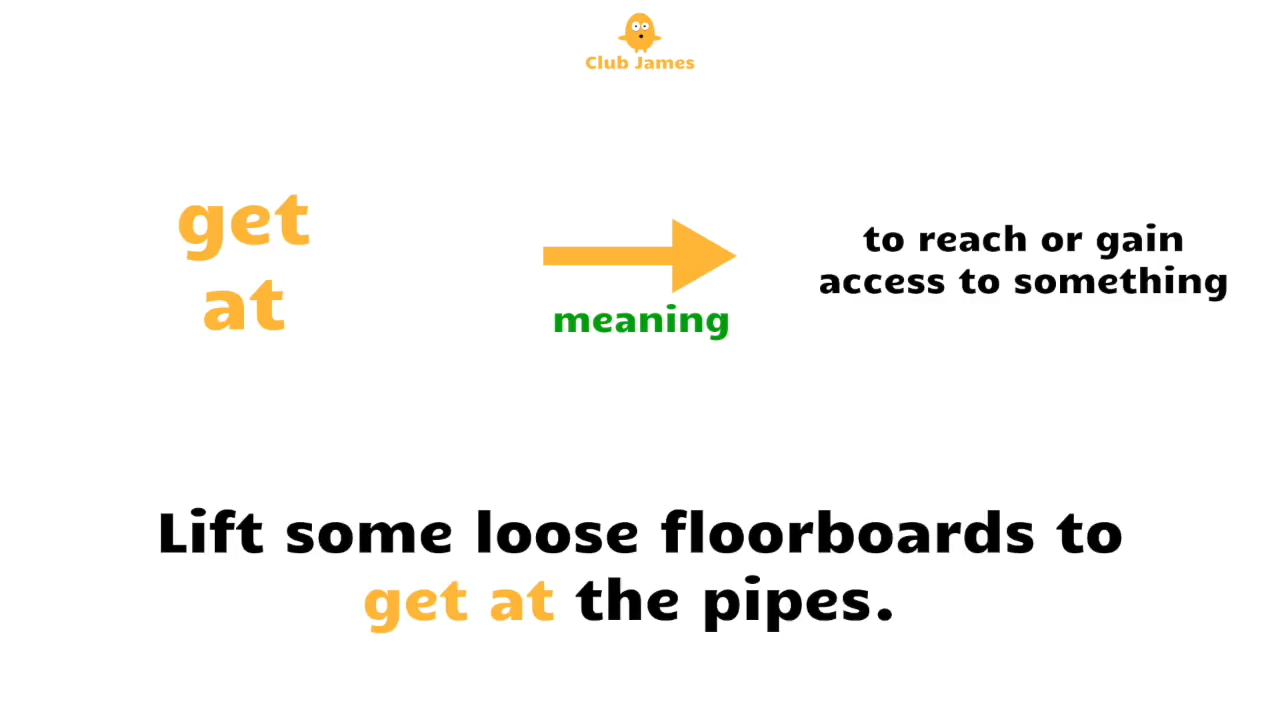 Club James
get
at
meaning
to reach or gain
access to something
Lift some loose floorboards to
get at the pipes.